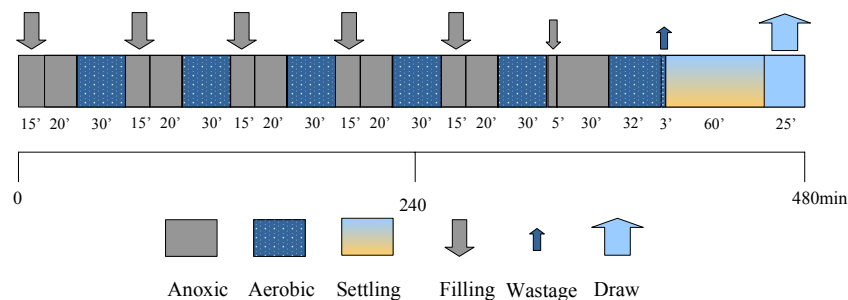 15’ 20’ 30’ 15’ 20’ 30’ 15’ 20’ 30’ 15’ 20’ 30’ 15’ 20’ 30’ 5’ 30’ 32’ 3’ 60’ 25’
0 240 480min
Anoxic Aerobic Settling Filling Wastage Draw